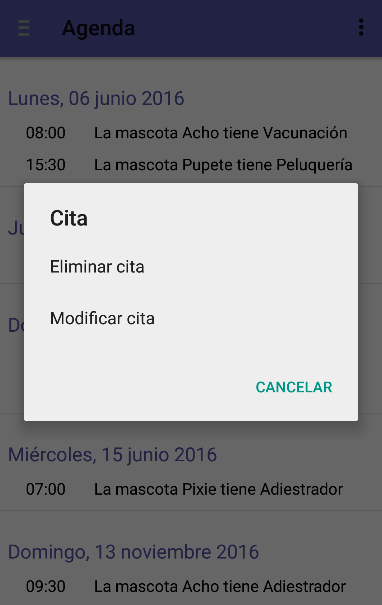 Agenda
Lunes, 06 junio 2016
08:00 La mascota Acho tiene Vacunación
15:30 La mascota Pupete tiene Peluquería
Ju
Cita
Eliminar cita
Do
Modificar cita
CANCELAR
Miércoles, 15 junio 2016
07:00 La mascota Pixie tiene Adiestrador
Domingo, 13 noviembre 2016
09:30 La mascota Acho tiene Adiestrador